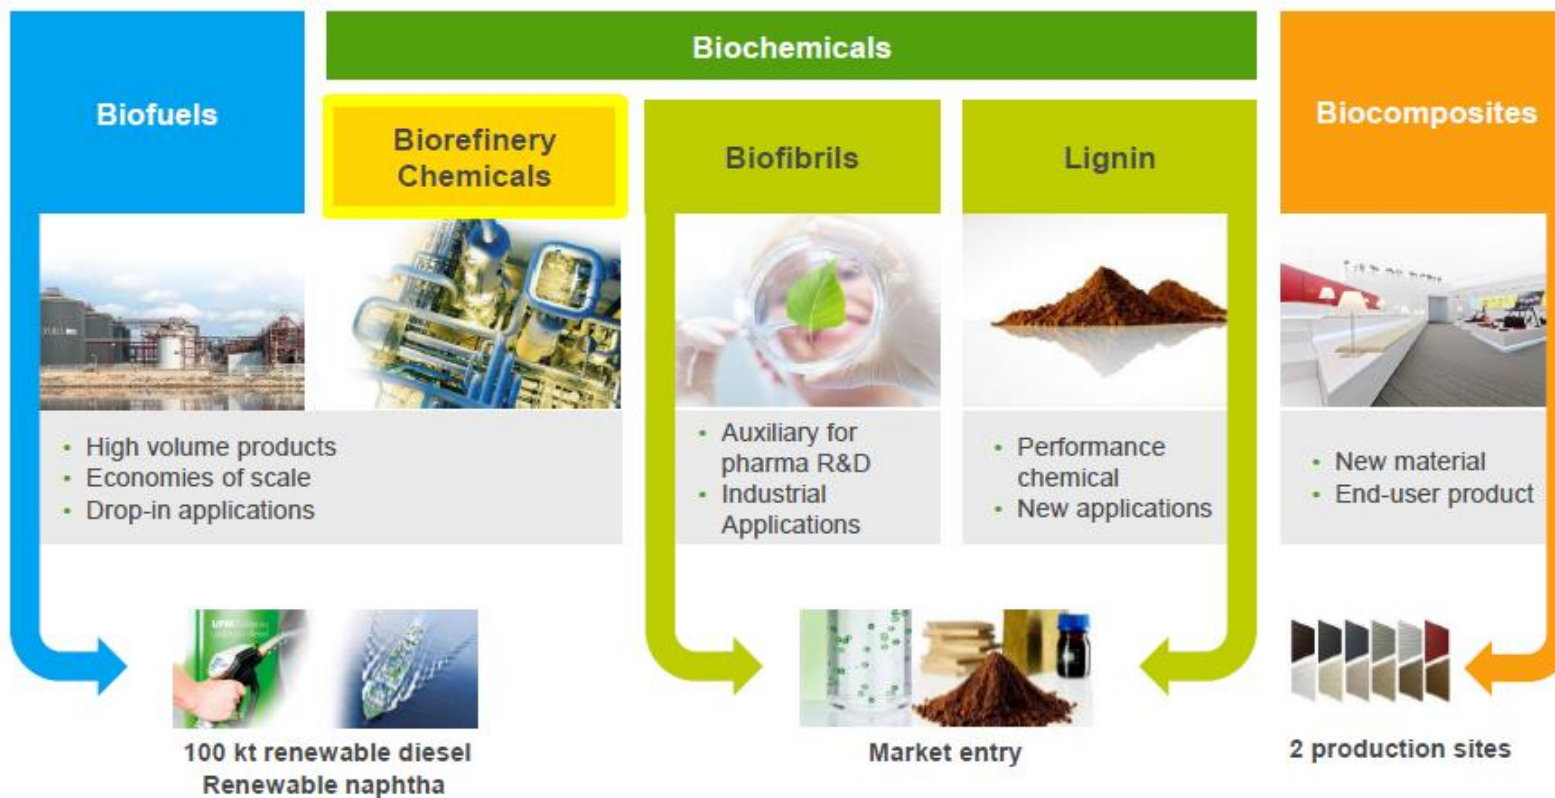 Biofuels
Biochemicals
Biorefinery
Chemicals
Biofibrils
Lignin
Biocomposites
• High volume products
• Economies of scale
• Drop-in applications
• Auxiliary for
pharma R&D
• Industrial
Applications
• Performance
chemical
• New applications
• New material
• End-user product
UPM
100 kt renewable diesel
Renewable naphtha
Market entry
2 production sites